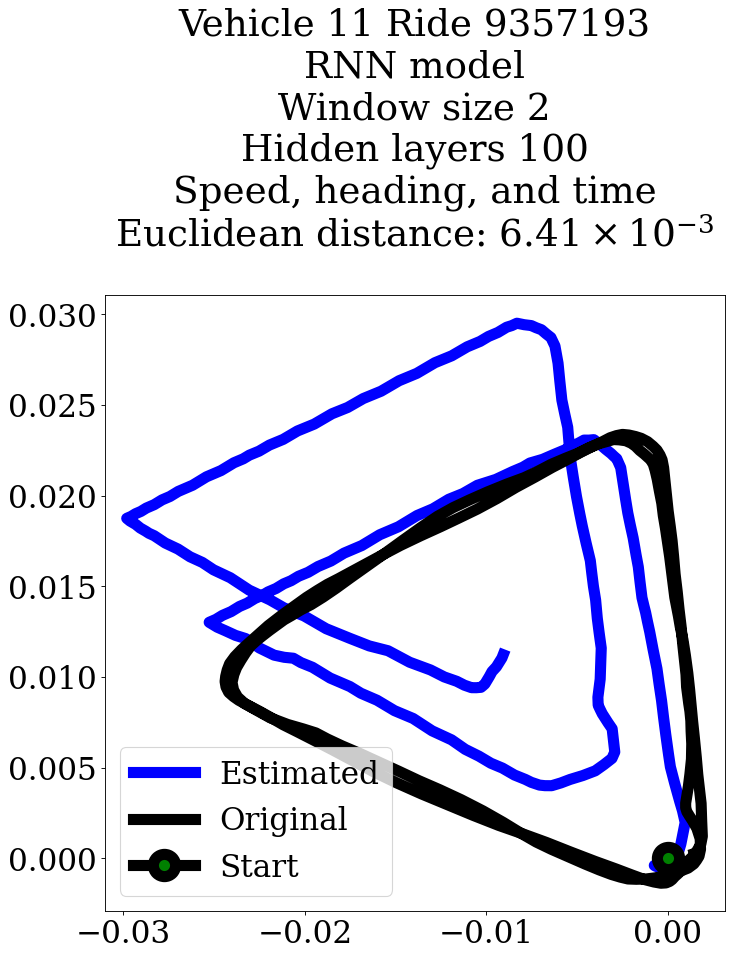 Vehicle 11 Ride 9357193
RNN model
Window size 2
Hidden layers 100
Speed, heading, and time
Euclidean distance: 6.41 × 10⁻³
0.030
0.025
0.020
0.015
0.010
0.005
0.000
Estimated
Original
Start
−0.03 −0.02 −0.01 0.00